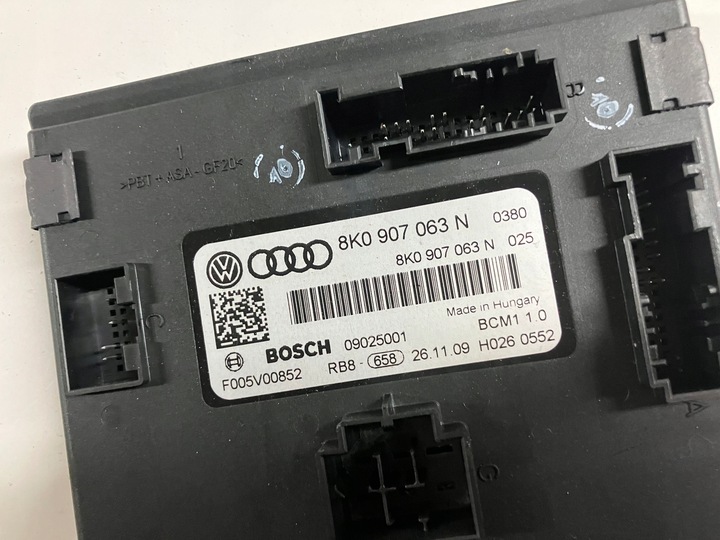 B
1
>PBT+ASA-GF20<
8K0 907 063 N 0380
8K0 907 063 N 025
Made in Hungary
BCM1 1.0
BOSCH 09025001
F005V00852 RB8-658 26.11.09 H026 0552
C
A
G